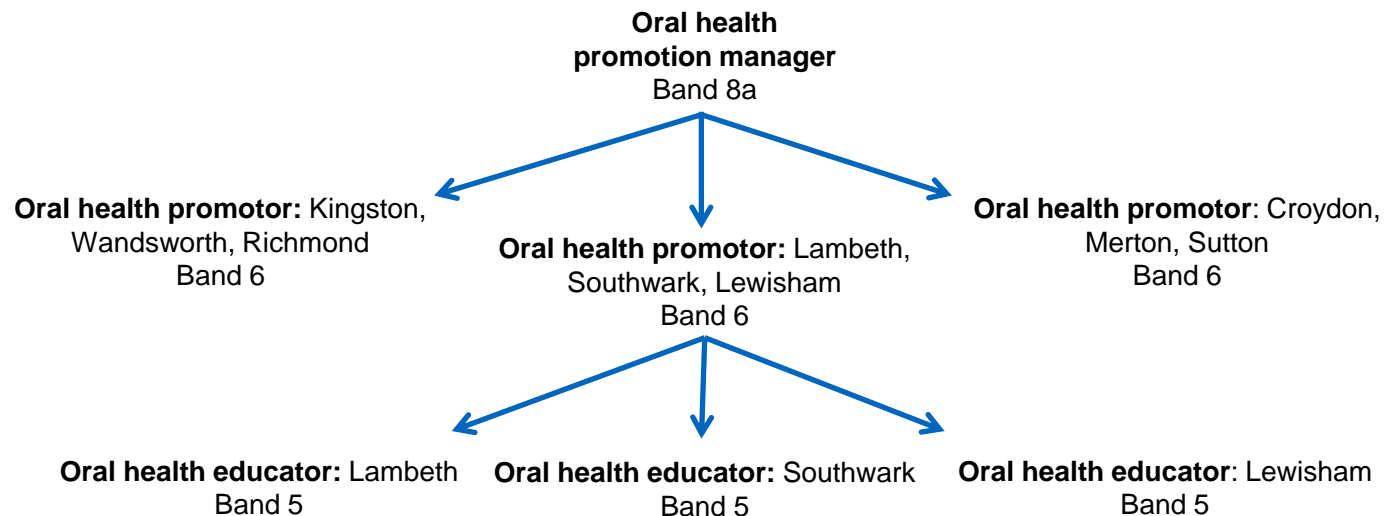 Oral health
promotion manager
Band 8a
Oral health promotor: Kingston,
Wandsworth, Richmond
Band 6
Oral health promotor: Lambeth,
Southwark, Lewisham
Band 6
Oral health promotor: Croydon,
Merton, Sutton
Band 6
Oral health educator: Lambeth
Band 5
Oral health educator: Southwark
Band 5
Oral health educator: Lewisham
Band 5